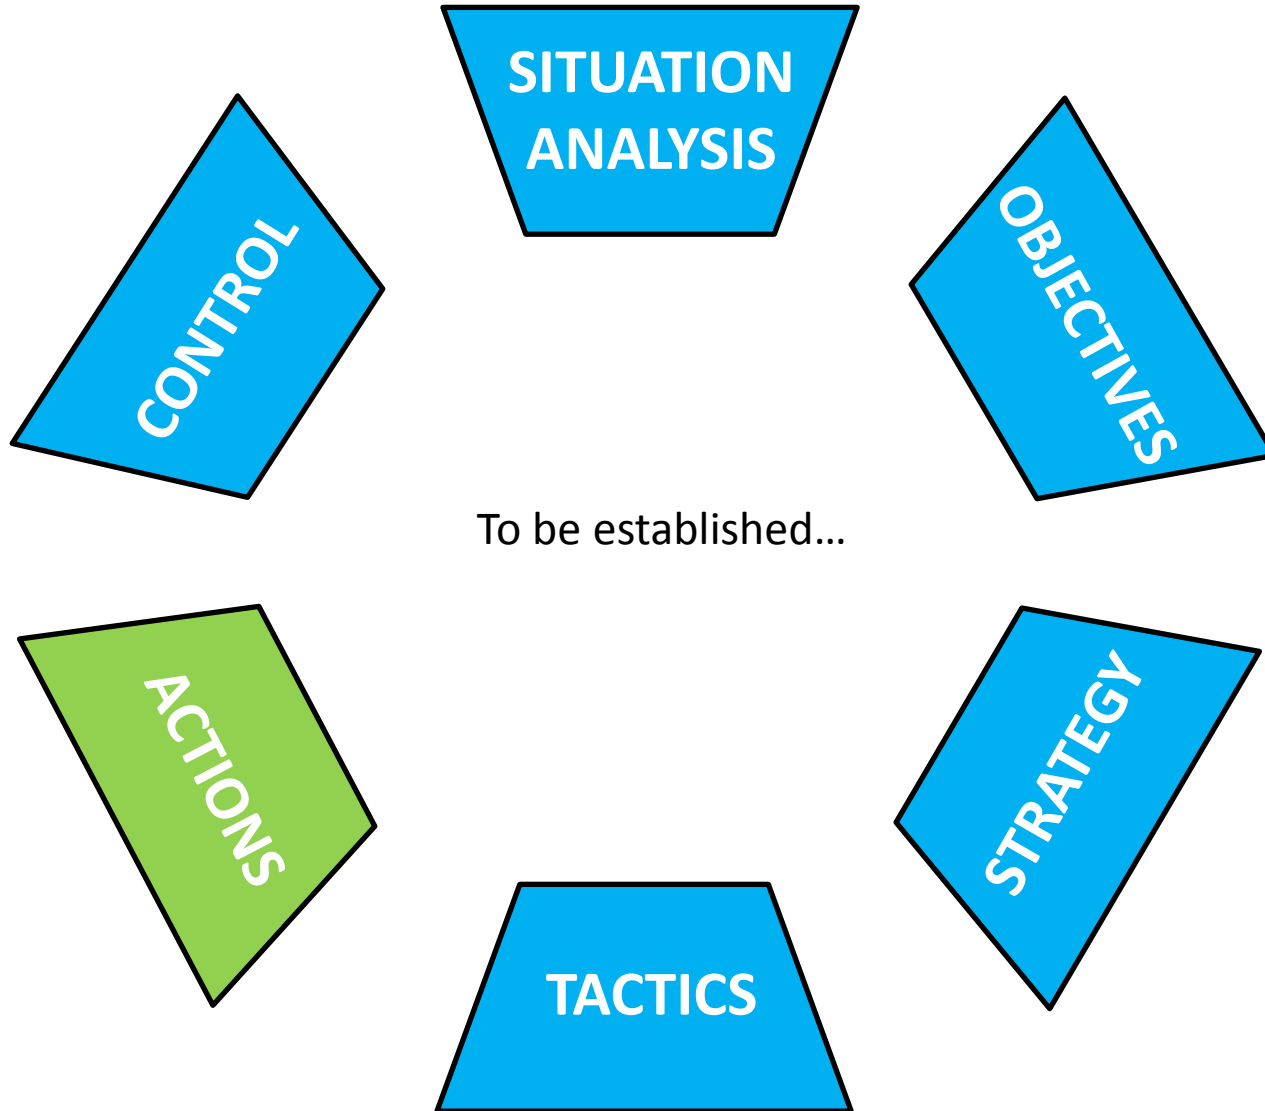 SITUATION
ANALYSIS
OBJECTIVES
CONTROL
To be established...
ACTIONS
STRATEGY
TACTICS